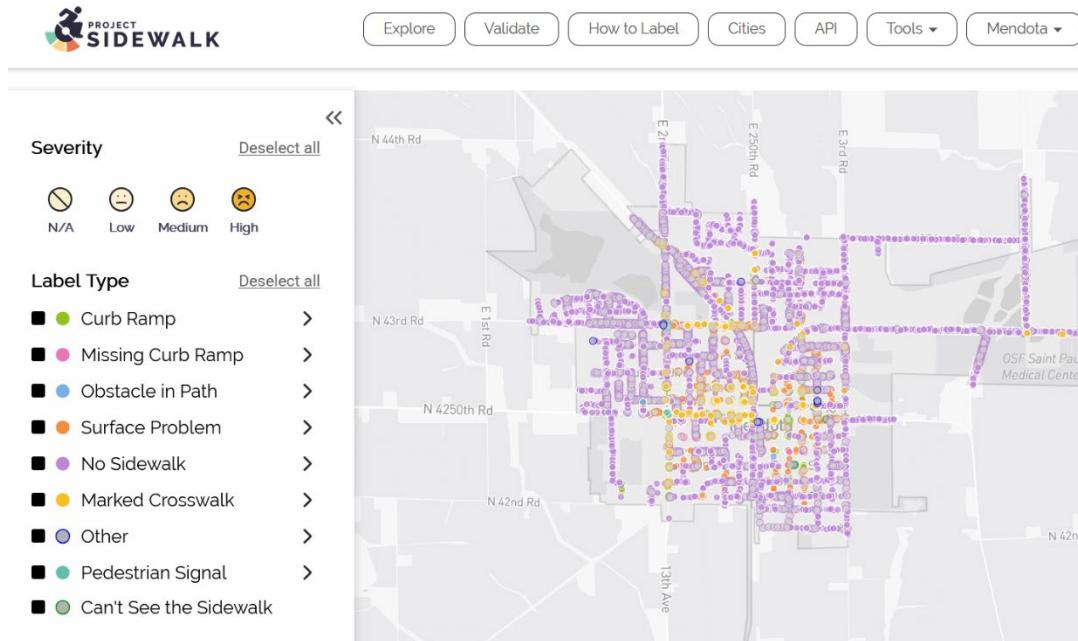 PROJECT
SIDEWALK
Explore
Validate
How to Label
Cities
API
Tools
Mendota
Severity
Deselect all
N/A
Low
Medium
High
Label Type
Deselect all
Curb Ramp
Missing Curb Ramp
Obstacle in Path
Surface Problem
No Sidewalk
Marked Crosswalk
Other
Pedestrian Signal
Can't See the Sidewalk
N 44th Rd
E 250th Rd
E 3rd Rd
E 1st Rd
N 43rd Rd
OSF Saint Pau
Medical Cente
N 4250th Rd
N 42nd Rd
N 42n
13th Ave